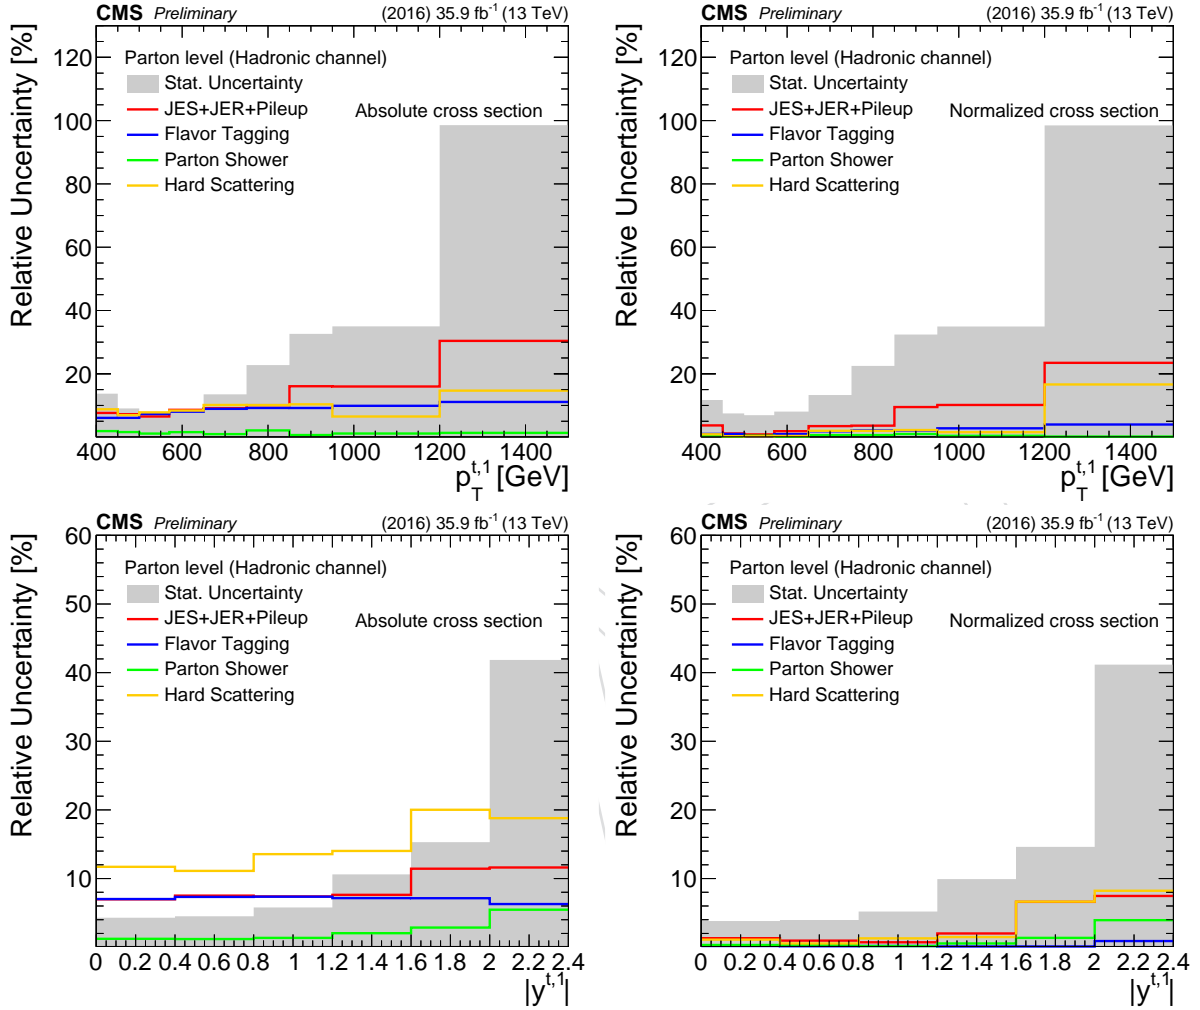 CMS Preliminary (2016) 35.9 fb⁻¹ (13 TeV)
Relative Uncertainty [%]
Parton level (Hadronic channel)
Stat. Uncertainty
JES+JER+Pileup
Absolute cross section
Flavor Tagging
Parton Shower
Hard Scattering
120
100
80
60
40
20
400 600 800 1000 1200 1400
p_T^{t,1} [GeV]
CMS Preliminary (2016) 35.9 fb⁻¹ (13 TeV)
Relative Uncertainty [%]
Parton level (Hadronic channel)
Stat. Uncertainty
JES+JER+Pileup
Normalized cross section
Flavor Tagging
Parton Shower
Hard Scattering
120
100
80
60
40
20
400 600 800 1000 1200 1400
p_T^{t,1} [GeV]
CMS Preliminary (2016) 35.9 fb⁻¹ (13 TeV)
Relative Uncertainty [%]
Parton level (Hadronic channel)
Stat. Uncertainty
JES+JER+Pileup
Absolute cross section
Flavor Tagging
Parton Shower
Hard Scattering
60
50
40
30
20
10
0 0.2 0.4 0.6 0.8 1 1.2 1.4 1.6 1.8 2 2.2 2.4
|y^{t,1}|
CMS Preliminary (2016) 35.9 fb⁻¹ (13 TeV)
Relative Uncertainty [%]
Parton level (Hadronic channel)
Stat. Uncertainty
JES+JER+Pileup
Normalized cross section
Flavor Tagging
Parton Shower
Hard Scattering
60
50
40
30
20
10
0 0.2 0.4 0.6 0.8 1 1.2 1.4 1.6 1.8 2 2.2 2.4
|y^{t,1}|